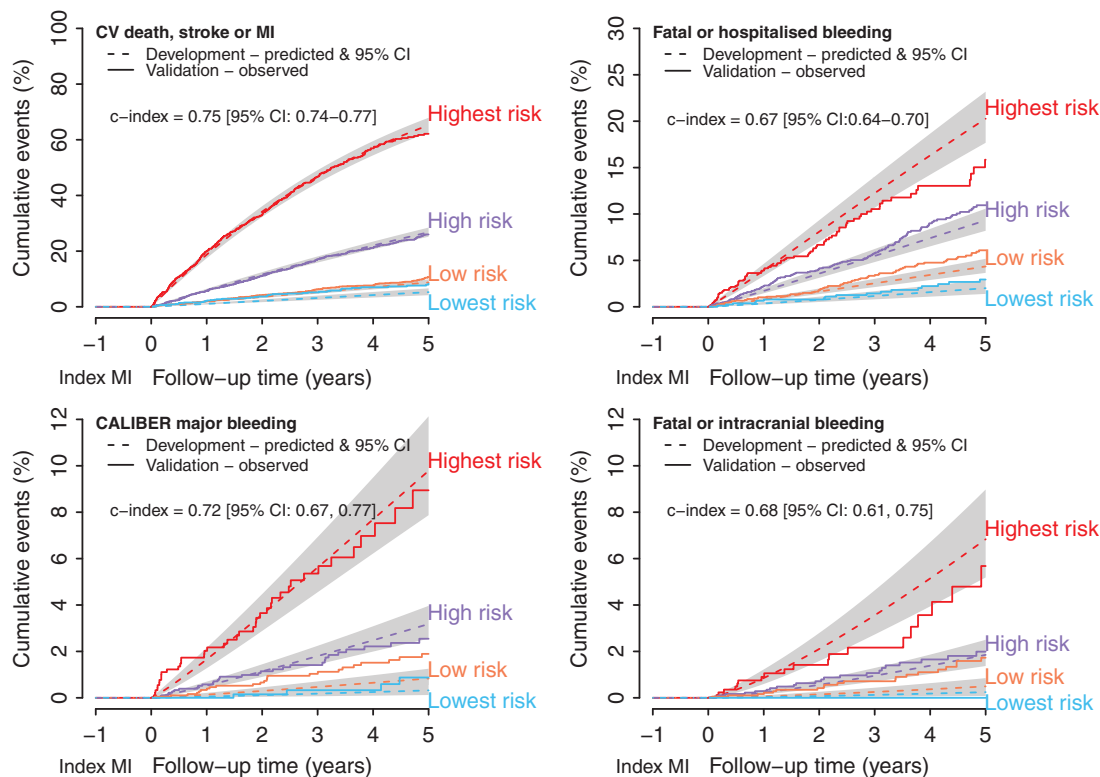 CV death, stroke or MI
Development – predicted & 95% CI
Validation – observed
c−index = 0.75 [95% CI: 0.74−0.77]
Highest risk
High risk
Low risk
Lowest risk
Cumulative events (%)
100
80
60
40
20
0
−1 0 1 2 3 4 5
Index MI Follow−up time (years)
Fatal or hospitalised bleeding
Development – predicted & 95% CI
Validation – observed
c−index = 0.67 [95% CI:0.64−0.70]
Highest risk
High risk
Low risk
Lowest risk
Cumulative events (%)
30
25
20
15
10
5
0
−1 0 1 2 3 4 5
Index MI Follow−up time (years)
CALIBER major bleeding
Development – predicted & 95% CI
Validation – observed
c−index = 0.72 [95% CI: 0.67, 0.77]
Highest risk
High risk
Low risk
Lowest risk
Cumulative events (%)
12
10
8
6
4
2
0
−1 0 1 2 3 4 5
Index MI Follow−up time (years)
Fatal or intracranial bleeding
Development – predicted & 95% CI
Validation – observed
c−index = 0.68 [95% CI: 0.61, 0.75]
Highest risk
High risk
Low risk
Lowest risk
Cumulative events (%)
12
10
8
6
4
2
0
−1 0 1 2 3 4 5
Index MI Follow−up time (years)